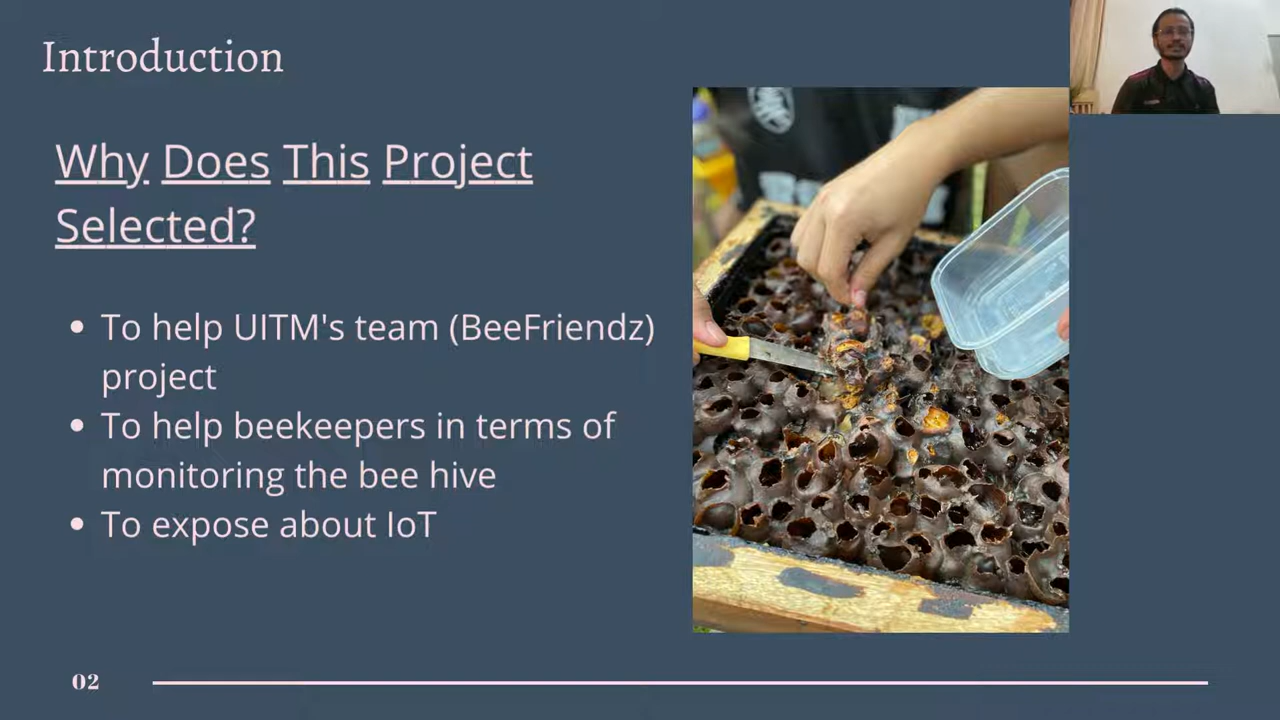 Introduction
Why Does This Project
Selected?
• To help UITM's team (BeeFriendz)
project
• To help beekeepers in terms of
monitoring the bee hive
• To expose about IoT
02